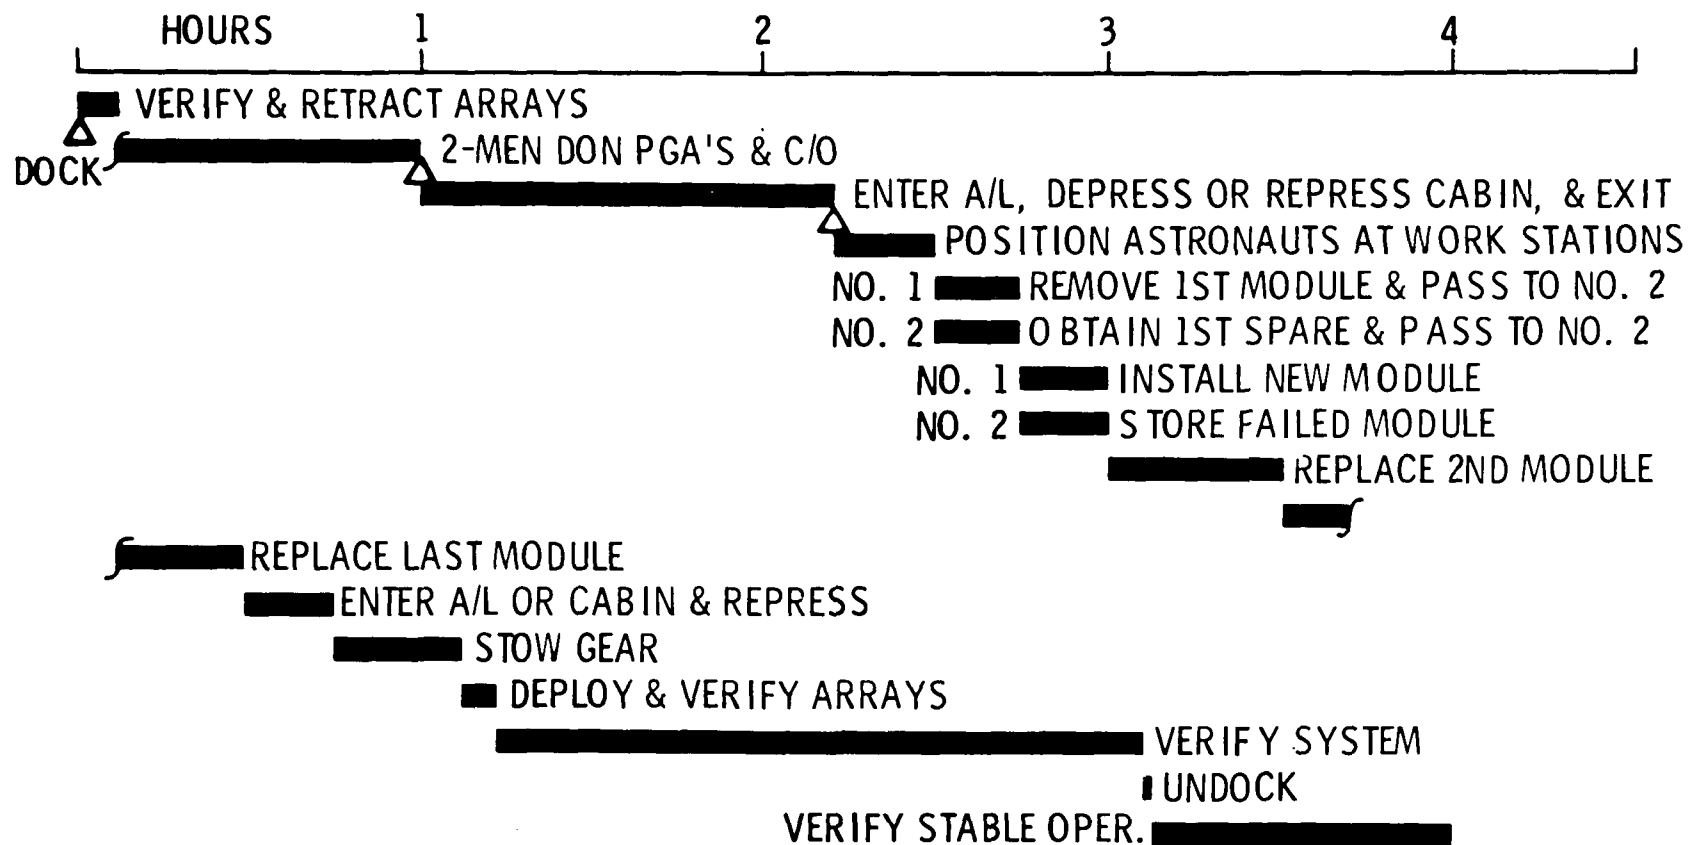 HOURS 1 2 3 4
VERIFY & RETRACT ARRAYS
2-MEN DON PGA'S & C/O
DOCK
ENTER A/L, DEPRESS OR REPRESS CABIN, & EXIT
POSITION ASTRONAUTS AT WORK STATIONS
NO. 1 REMOVE 1ST MODULE & PASS TO NO. 2
NO. 2 OBTAIN 1ST SPARE & PASS TO NO. 2
NO. 1 INSTALL NEW MODULE
NO. 2 STORE FAILED MODULE
REPLACE 2ND MODULE
REPLACE LAST MODULE
ENTER A/L OR CABIN & REPRESS
STOW GEAR
DEPLOY & VERIFY ARRAYS
VERIFY SYSTEM
UNDOCK
VERIFY STABLE OPER.